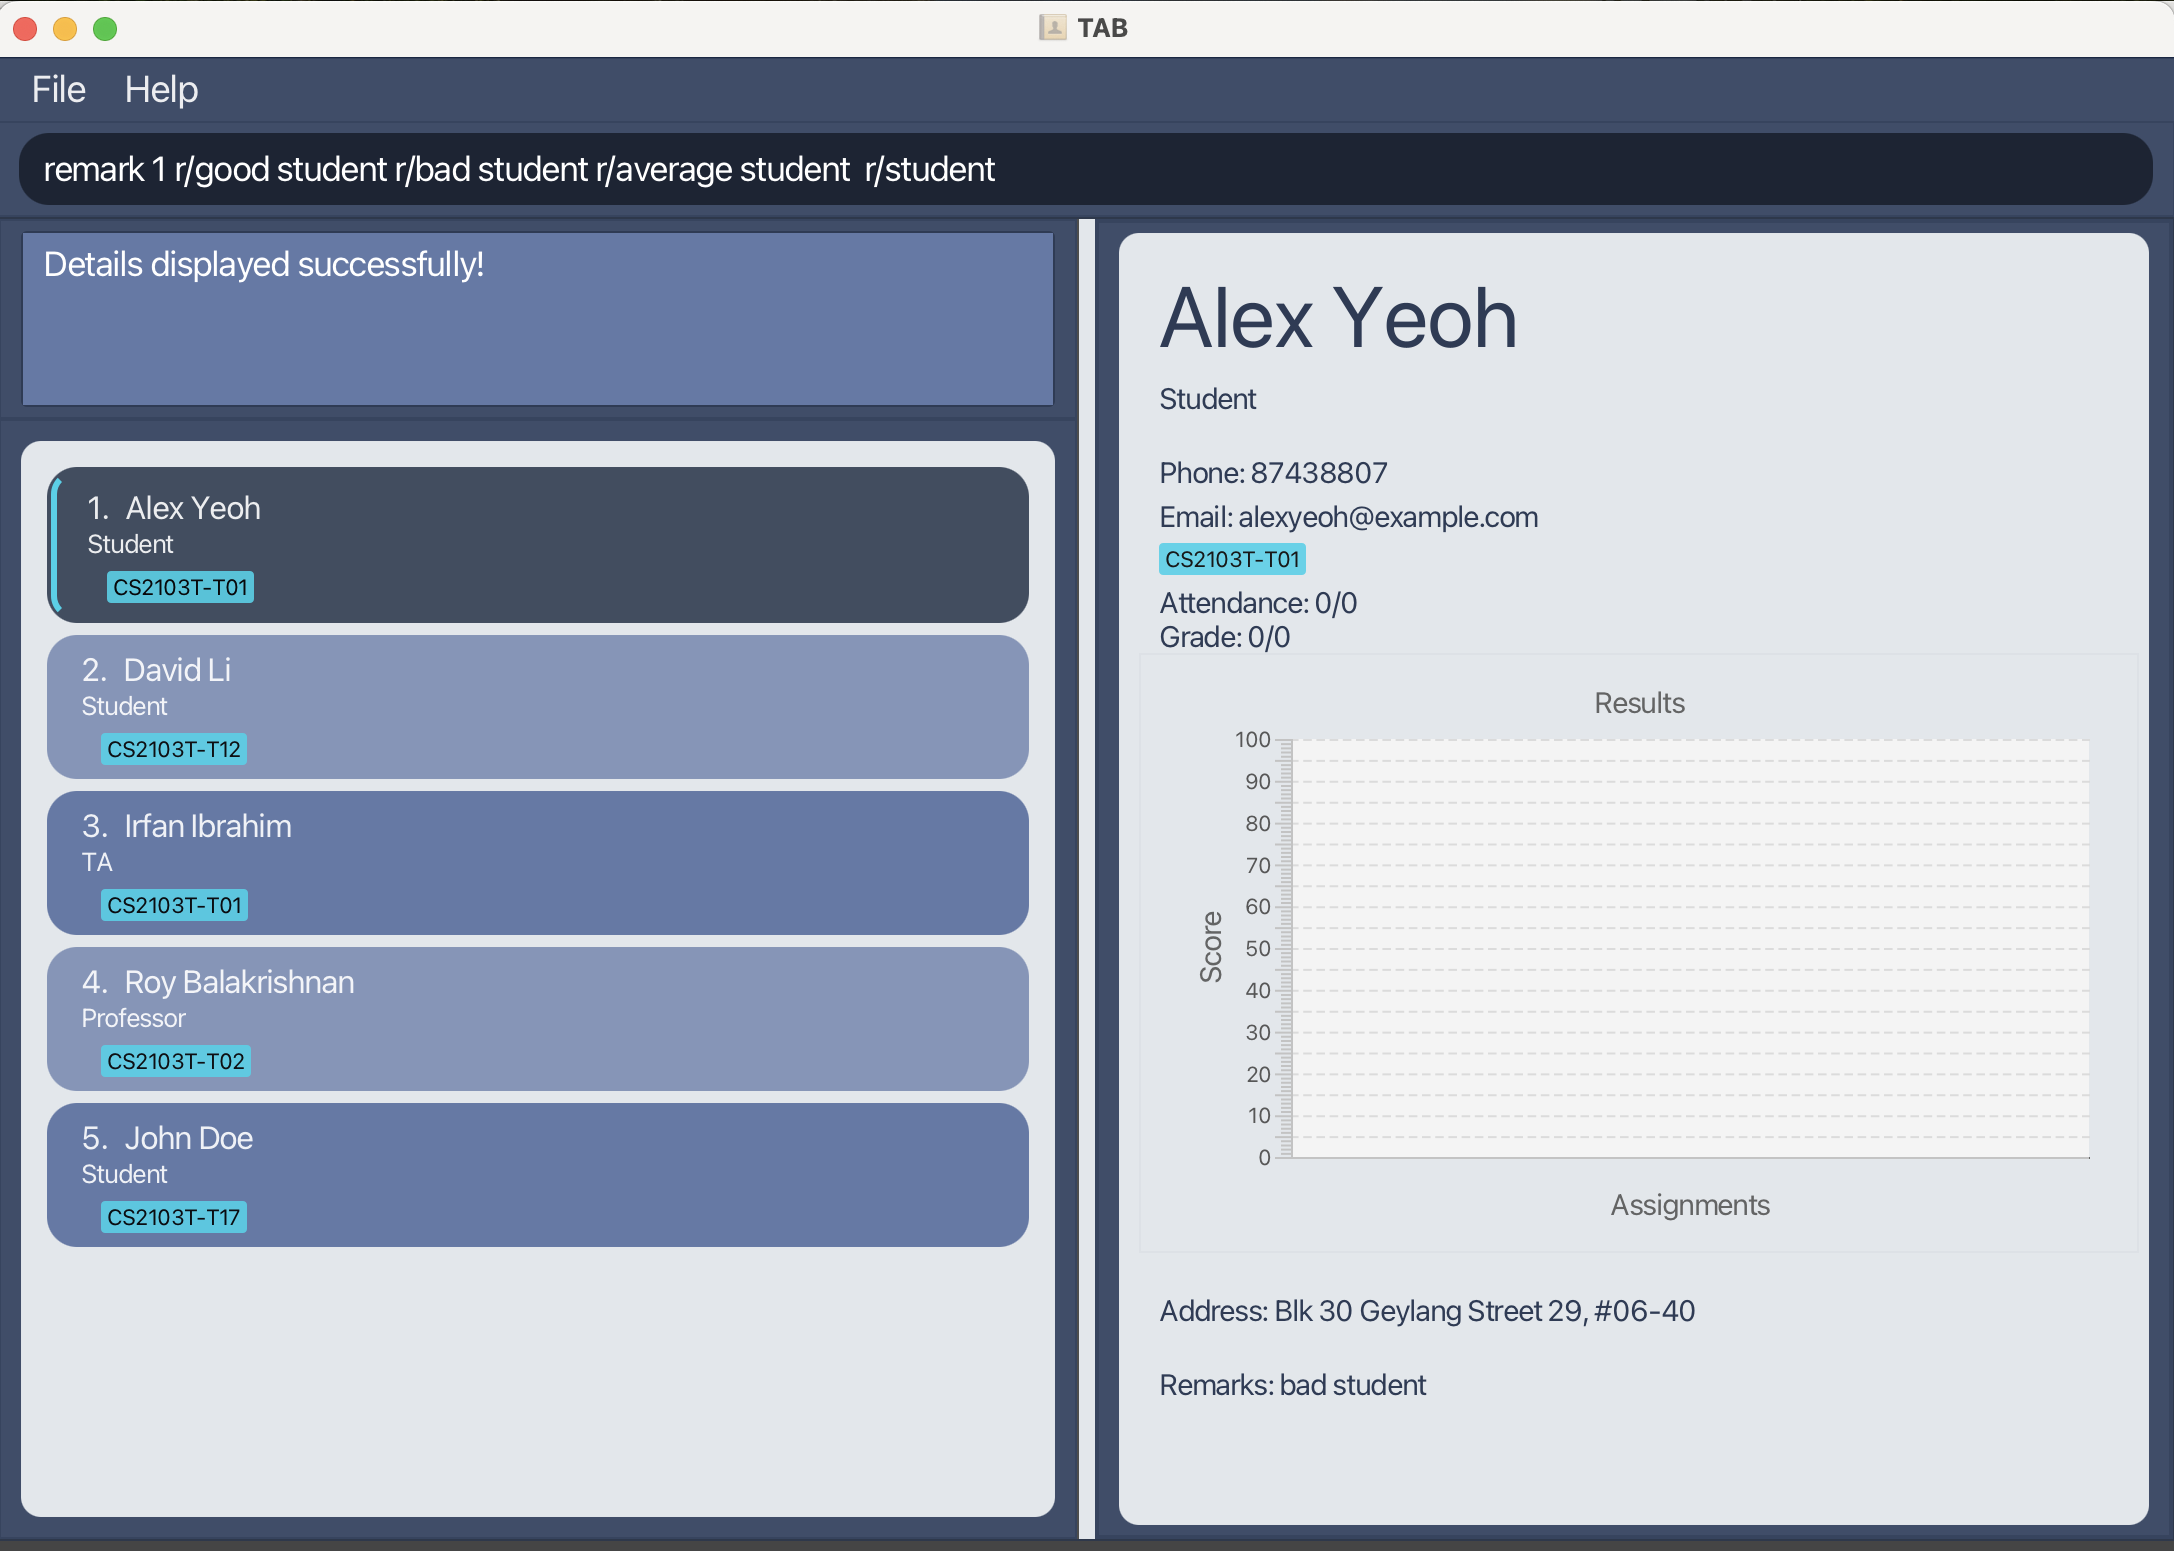 TAB
File Help
remark 1 r/good student r/bad student r/average student  r/student
Details displayed successfully!
1. Alex Yeoh
Student
CS2103T-T01
2. David Li
Student
CS2103T-T12
3. Irfan Ibrahim
TA
CS2103T-T01
4. Roy Balakrishnan
Professor
CS2103T-T02
5. John Doe
Student
CS2103T-T17
Alex Yeoh
Student
Phone: 87438807
Email: alexyeoh@example.com
CS2103T-T01
Attendance: 0/0
Grade: 0/0
Results
100
90
80
70
60
50
40
30
20
10
0
Score
Assignments
Address: Blk 30 Geylang Street 29, #06-40
Remarks: bad student